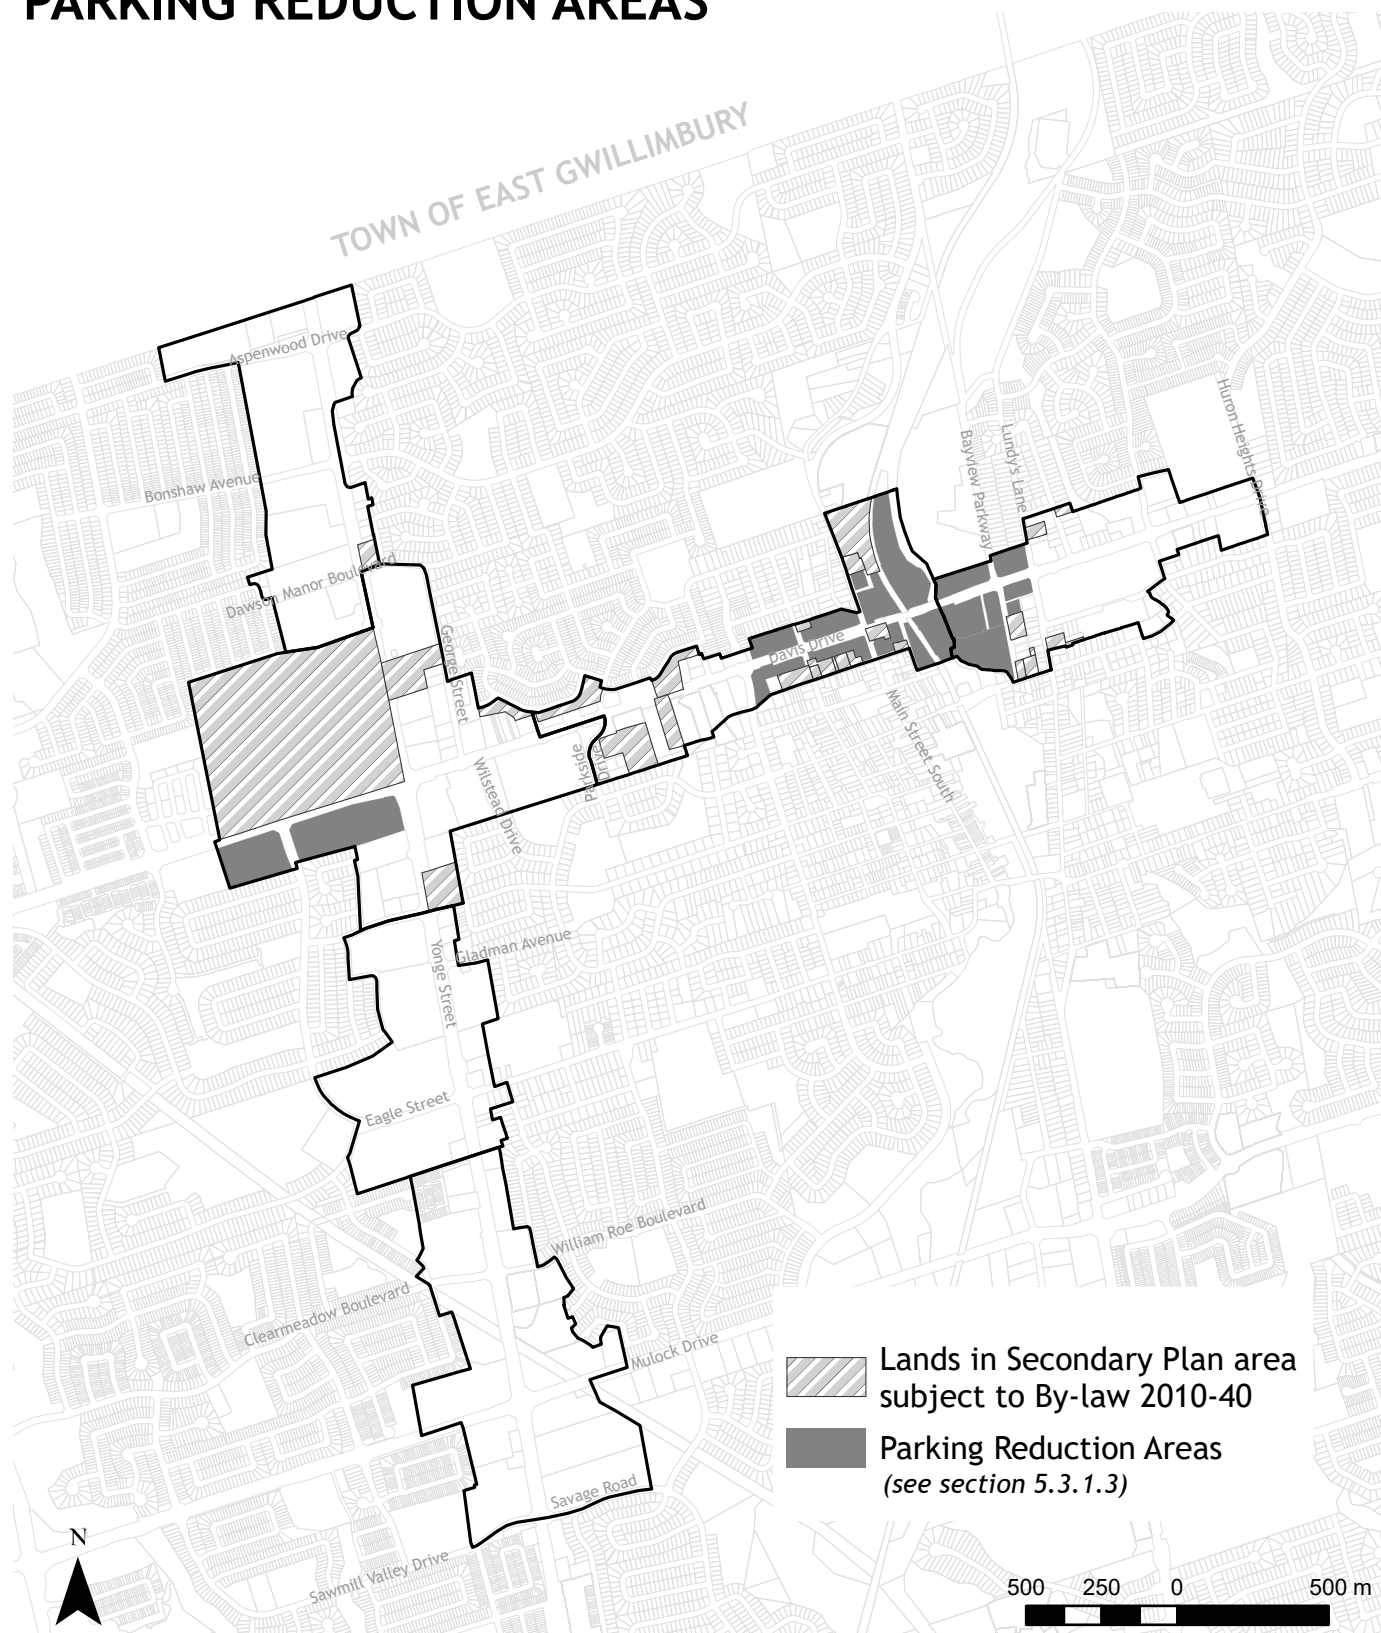 PARKING REDUCTION AREAS
TOWN OF EAST GWILLIMBURY
Aspenwood Drive
Bonshaw Avenue
Dawson Manor Boulevard
George Street
Huron Heights Drive
Lundy's Lane
Bayview Parkway
Davis Drive
Main Street South
Parkside
Drive
Wilstead Drive
Gladman Avenue
Yonge Street
Eagle Street
William Roe Boulevard
Clearmeadow Boulevard
Mulock Drive
Savage Road
Sawmill Valley Drive
Lands in Secondary Plan area
subject to By-law 2010-40
Parking Reduction Areas
(see section 5.3.1.3)
N
500 250 0 500 m